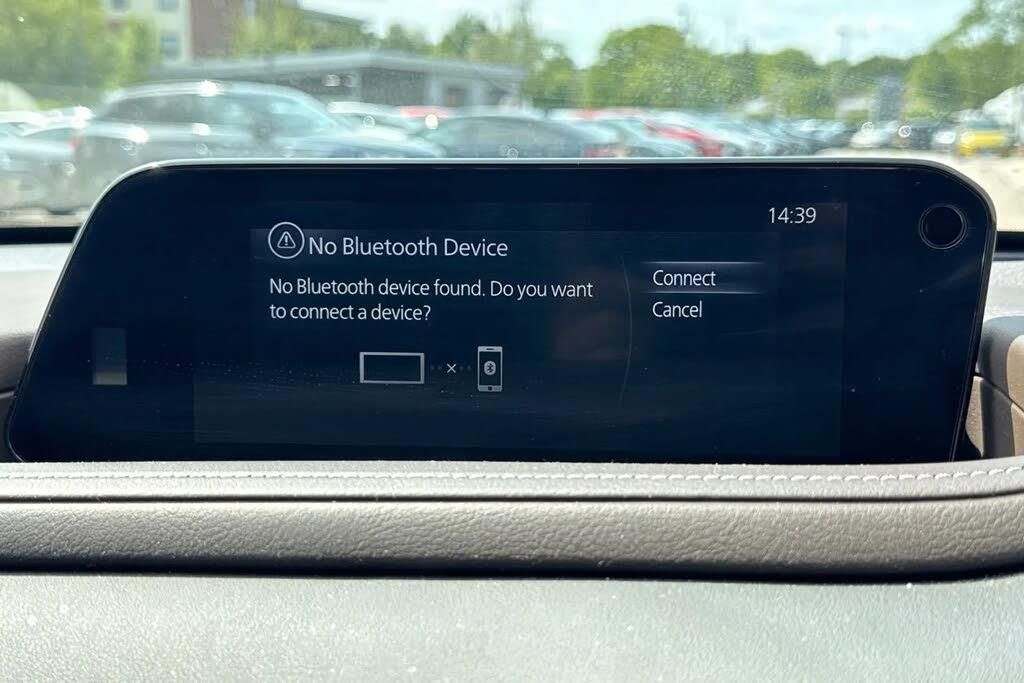 14:39
No Bluetooth Device
No Bluetooth device found. Do you want
to connect a device?
Connect
Cancel